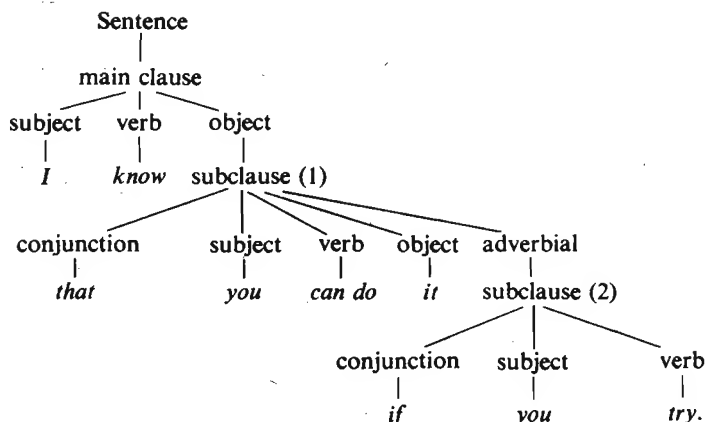 Sentence
main clause
subject verb object
I know subclause (1)
conjunction subject verb object adverbial
that you can do it subclause (2)
conjunction subject verb
if you try.